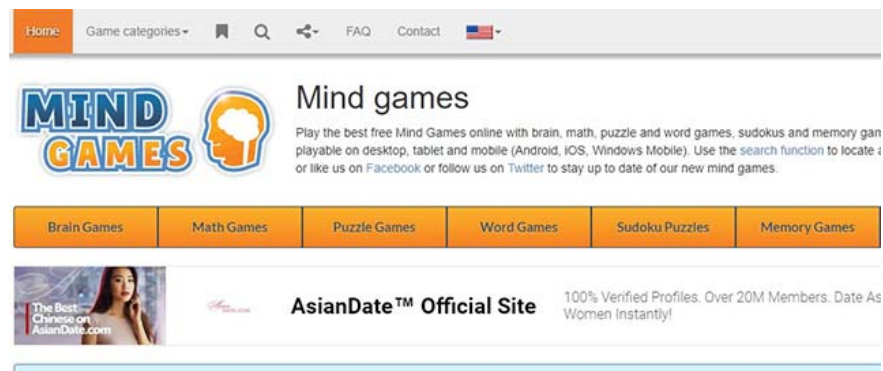 Home Game categories FAQ Contact
MIND
GAMES
Mind games
Play the best free Mind Games online with brain, math, puzzle and word games, sudokus and memory gam
playable on desktop, tablet and mobile (Android, iOS, Windows Mobile). Use the search function to locate a
or like us on Facebook or follow us on Twitter to stay up to date of our new mind games.
Brain Games Math Games Puzzle Games Word Games Sudoku Puzzles Memory Games
The Best
Chinese on
AsianDate.com
AsianDate™ Official Site
100% Verified Profiles. Over 20M Members. Date As
Women Instantly!